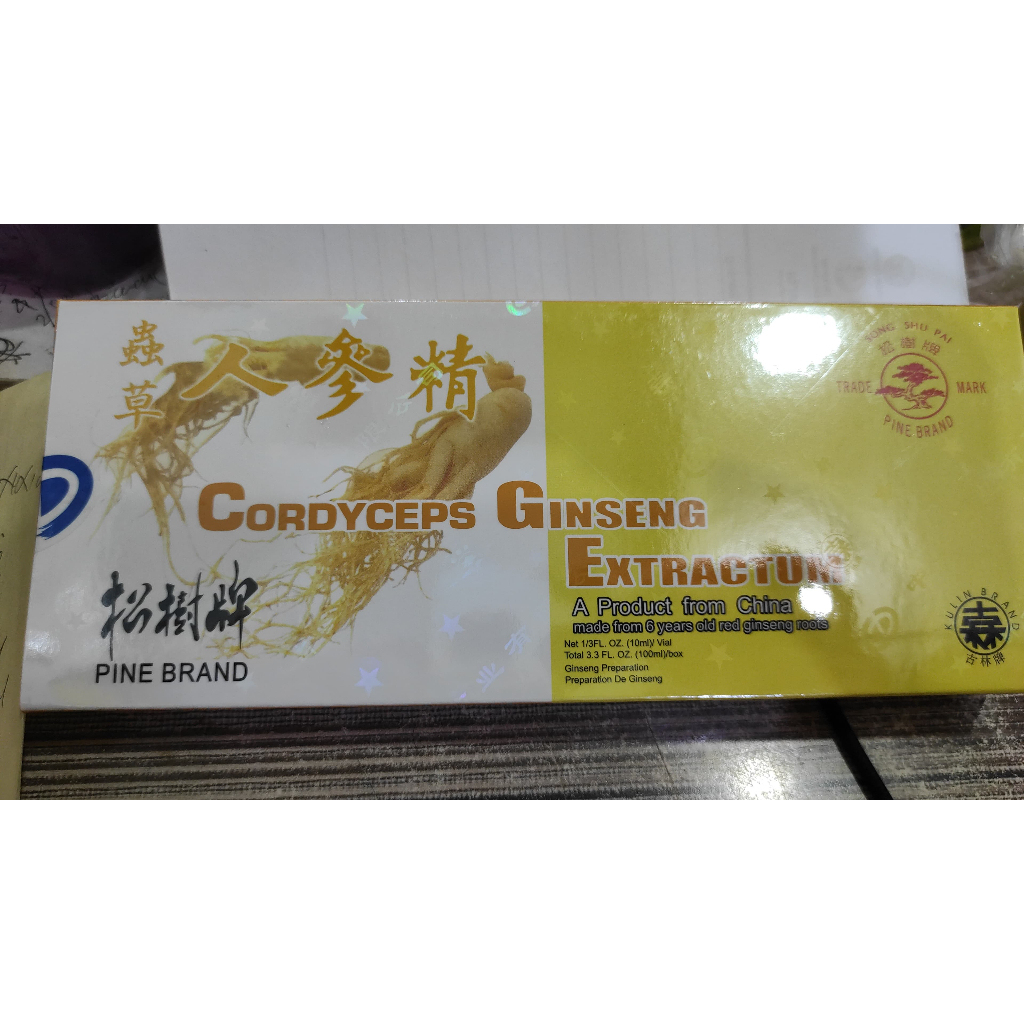 蟲草
人參精
CORDYCEPS GINSENG
EXTRACTUM
A Product from China
made from 6 years old red ginseng roots
Net 1/3FL. OZ. (10ml)/ Vial
Total 3.3 FL. OZ. (100ml)/box
Ginseng Preparation
Preparation De Ginseng
松樹牌
PINE BRAND
SONG SHU PAI
松樹牌
TRADE MARK
PINE BRAND
KULIN BRAND
古林牌